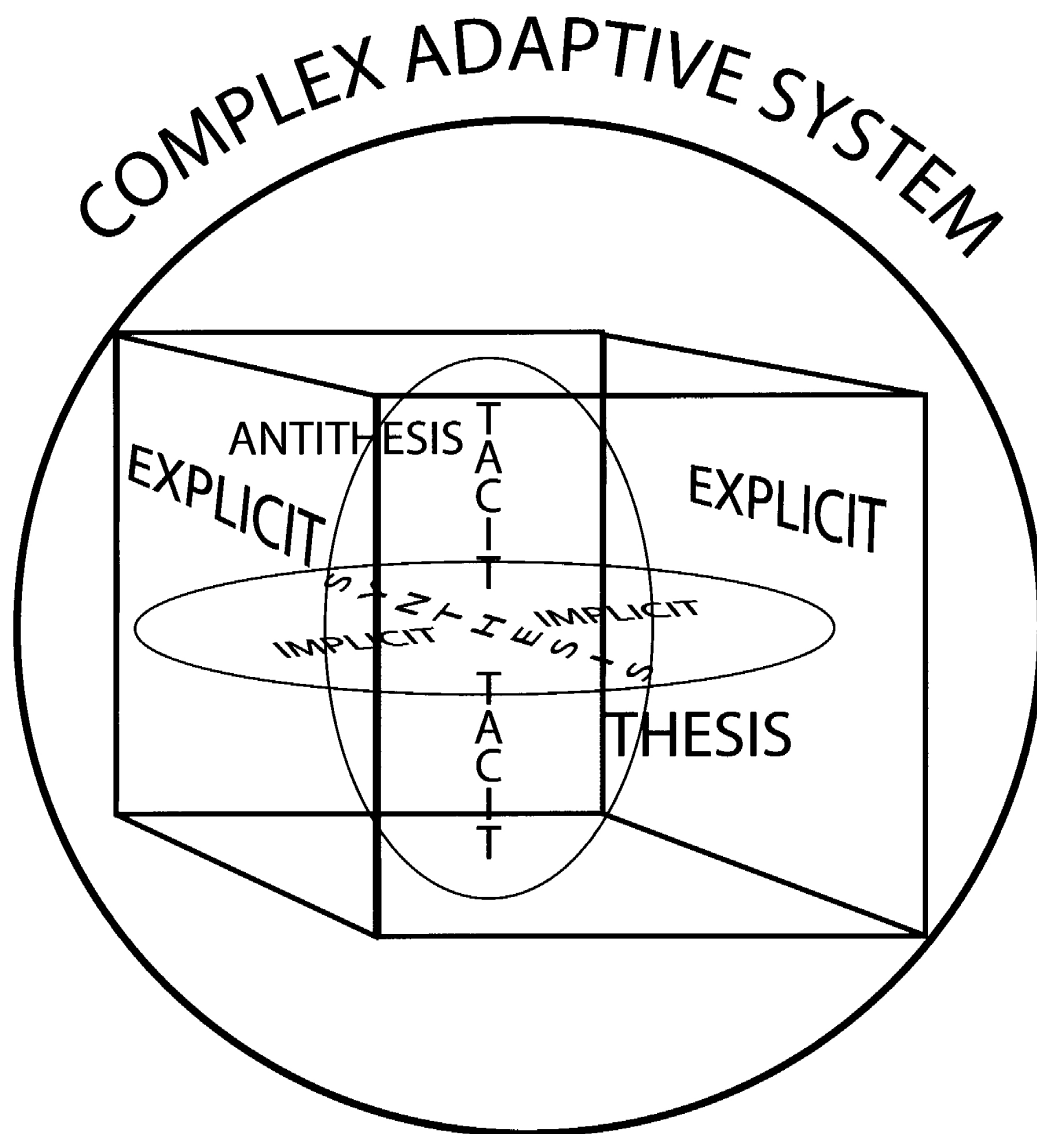 COMPLEX ADAPTIVE SYSTEM
ANTITHESIS
TACIT
EXPLICIT
EXPLICIT
SYNTHESIS
IMPLICIT
IMPLICIT
TACIT
THESIS